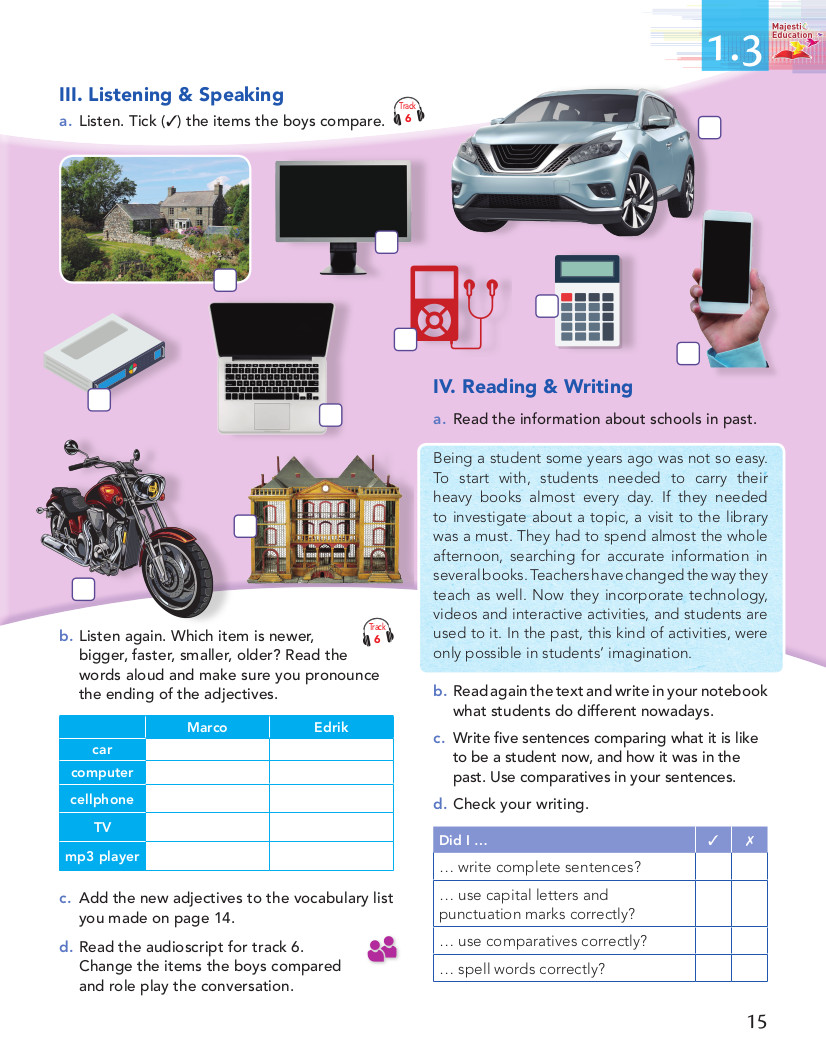 1.3
Majestic Education
III. Listening & Speaking
a. Listen. Tick (✓) the items the boys compare.
Track
6
b. Listen again. Which item is newer,
bigger, faster, smaller, older? Read the
words aloud and make sure you pronounce
the ending of the adjectives.
Track
6
Marco Edrik
car
computer
cellphone
TV
mp3 player
c. Add the new adjectives to the vocabulary list
you made on page 14.
d. Read the audioscript for track 6.
Change the items the boys compared
and role play the conversation.
IV. Reading & Writing
a. Read the information about schools in past.
Being a student some years ago was not so easy.
To start with, students needed to carry their
heavy books almost every day. If they needed
to investigate about a topic, a visit to the library
was a must. They had to spend almost the whole
afternoon, searching for accurate information in
several books. Teachers have changed the way they
teach as well. Now they incorporate technology,
videos and interactive activities, and students are
used to it. In the past, this kind of activities, were
only possible in students' imagination.
b. Read again the text and write in your notebook
what students do different nowadays.
c. Write five sentences comparing what it is like
to be a student now, and how it was in the
past. Use comparatives in your sentences.
d. Check your writing.
Did I ... ✓ ✗
... write complete sentences?
... use capital letters and
punctuation marks correctly?
... use comparatives correctly?
... spell words correctly?
15